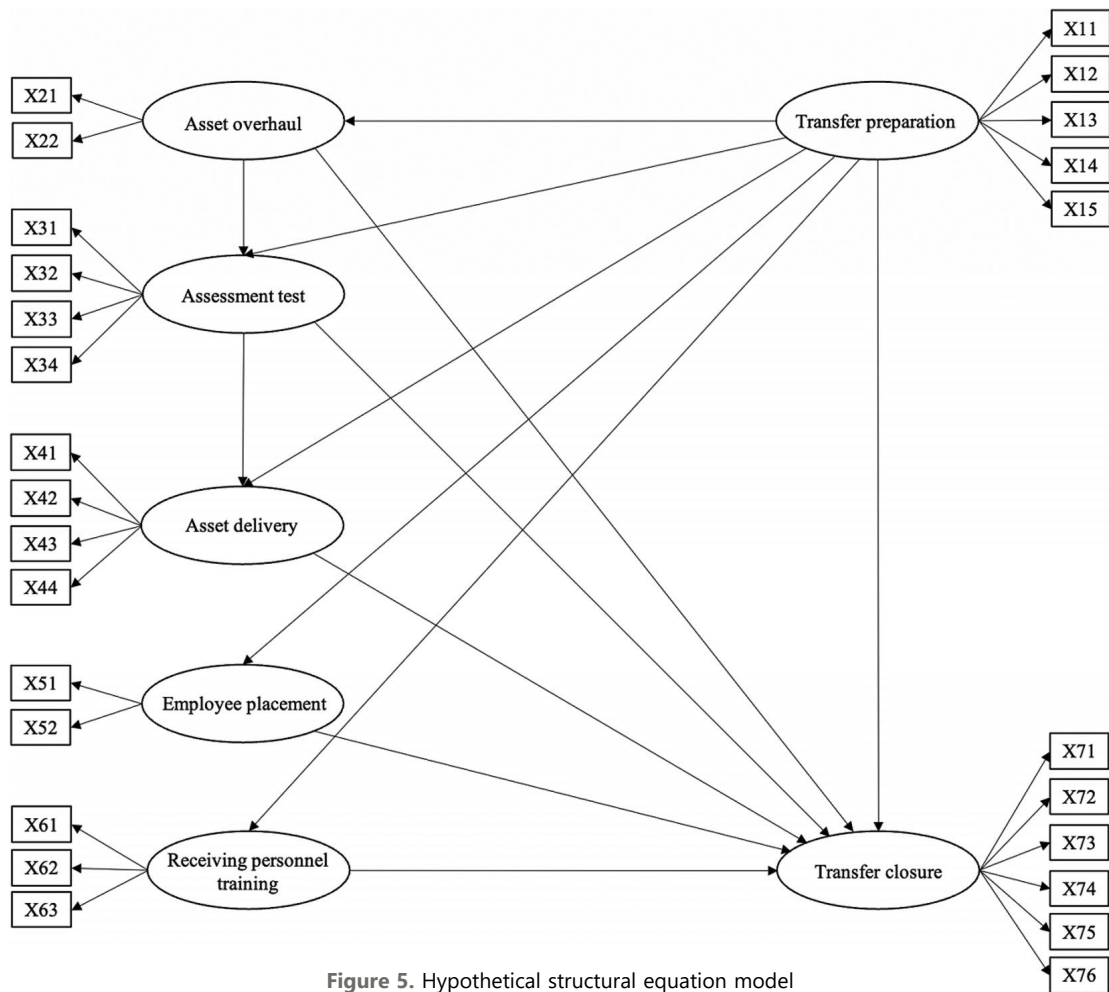 X11
X12
X13
X14
X15
Transfer preparation
X21
X22
Asset overhaul
X31
X32
X33
X34
Assessment test
X41
X42
X43
X44
Asset delivery
X51
X52
Employee placement
X61
X62
X63
Receiving personnel
training
Transfer closure
X71
X72
X73
X74
X75
X76
Figure 5. Hypothetical structural equation model